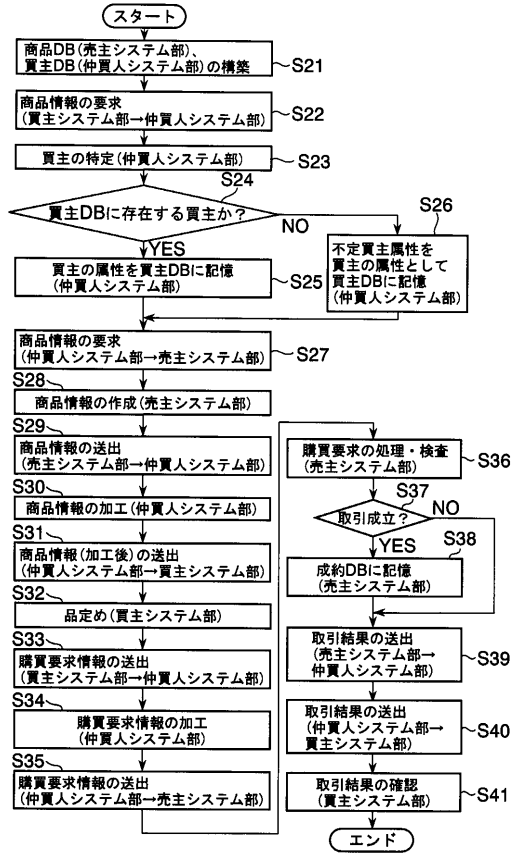 スタート
商品DB(売主システム部)、
買主DB(仲買人システム部)の構築
S21
商品情報の要求
(買主システム部→仲買人システム部)
S22
買主の特定(仲買人システム部)
S23
S24
買主DBに存在する買主か?
NO
YES
S26
不定買主属性を
買主の属性として
買主DBに記憶
(仲買人システム部)
買主の属性を買主DBに記憶
(仲買人システム部)
S25
商品情報の要求
(仲買人システム部→売主システム部)
S27
S28
商品情報の作成(売主システム部)
S29
商品情報の送出
(売主システム部→仲買人システム部)
S30
商品情報の加工(仲買人システム部)
S31
商品情報(加工後)の送出
(仲買人システム部→買主システム部)
S32
品定め(買主システム部)
S33
購買要求情報の送出
(買主システム部→仲買人システム部)
S34
購買要求情報の加工
(仲買人システム部)
S35
購買要求情報の送出
(仲買人システム部→売主システム部)
購買要求の処理・検査
(売主システム部)
S36
S37
取引成立?
NO
YES
S38
成約DBに記憶
(売主システム部)
取引結果の送出
(売主システム部→
仲買人システム部)
S39
取引結果の送出
(仲買人システム部→
買主システム部)
S40
取引結果の確認
(買主システム部)
S41
エンド